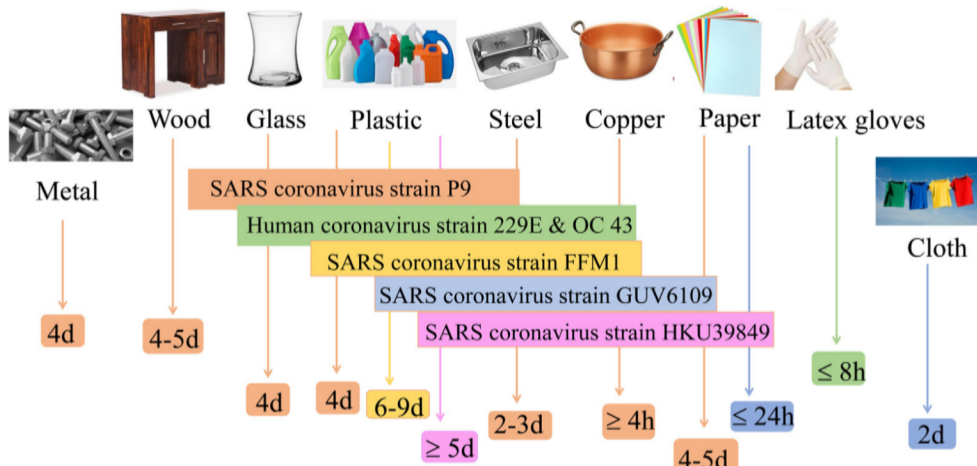 Wood
Glass
Plastic
Steel
Copper
Paper
Latex gloves
Metal
Cloth
SARS coronavirus strain P9
Human coronavirus strain 229E & OC 43
SARS coronavirus strain FFM1
SARS coronavirus strain GUV6109
SARS coronavirus strain HKU39849
4d
4-5d
4d
4d
6-9d
≥ 5d
2-3d
≥ 4h
4-5d
≤ 24h
≤ 8h
2d